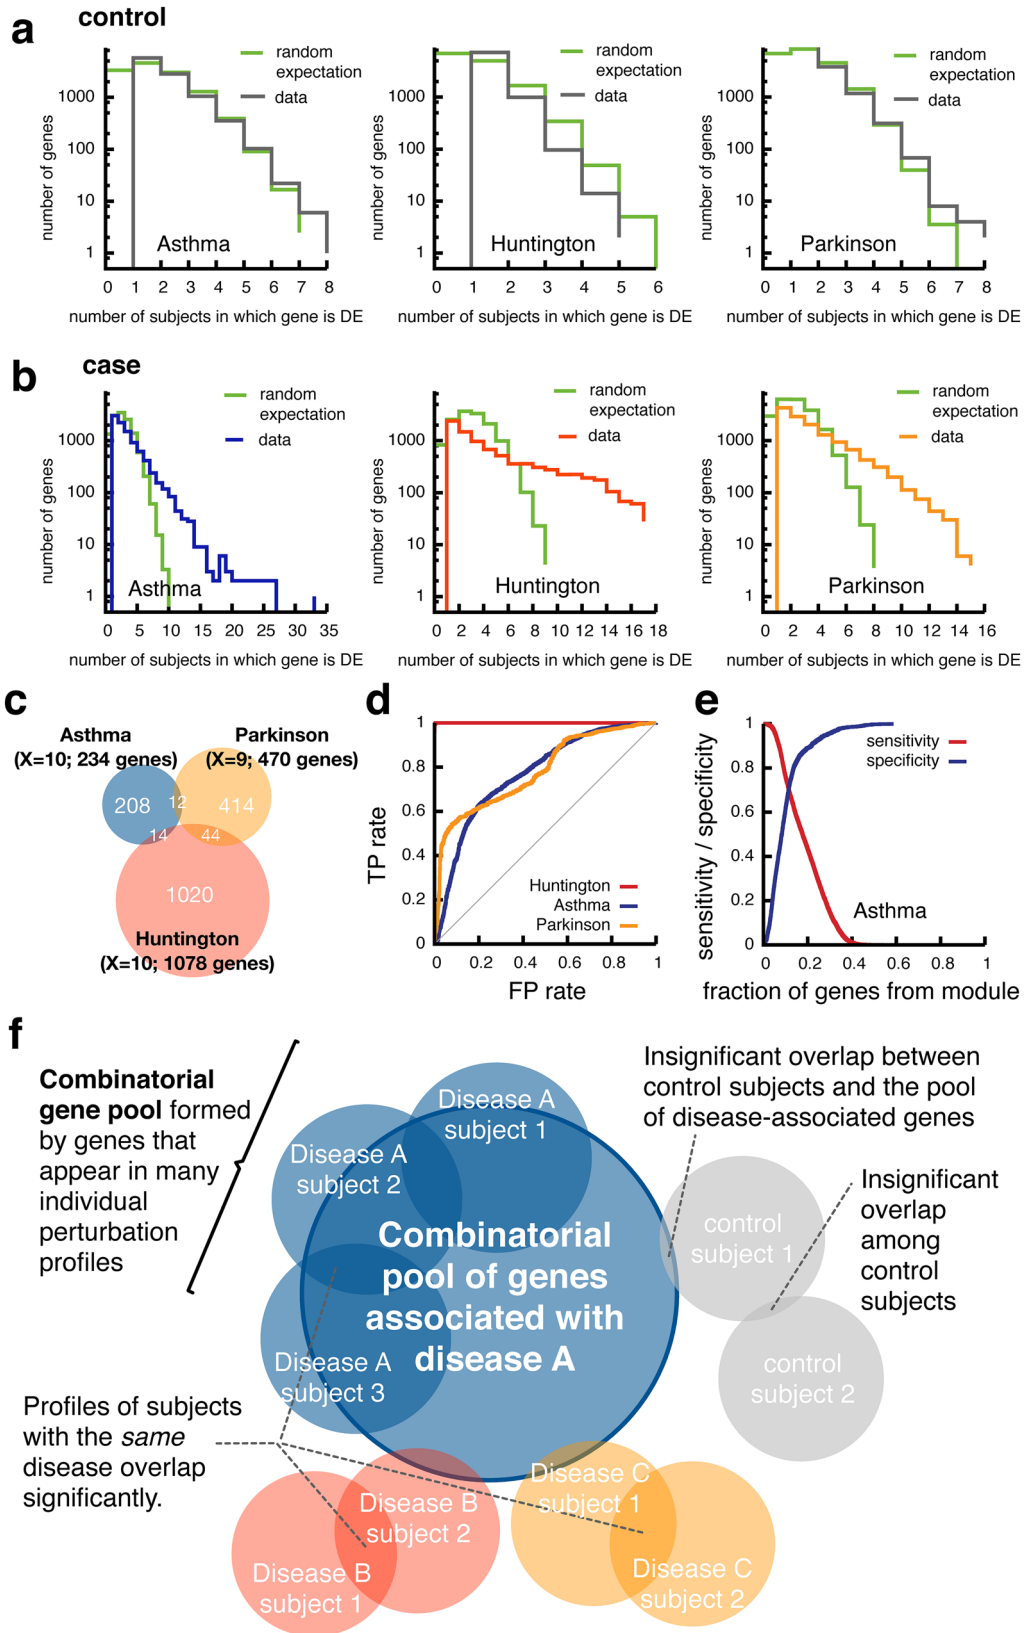 a
control
random
expectation
data
number of genes
1000
100
10
1
Asthma
0 1 2 3 4 5 6 7 8
number of subjects in which gene is DE
random
expectation
data
number of genes
1000
100
10
1
Huntington
0 1 2 3 4 5 6
number of subjects in which gene is DE
random
expectation
data
number of genes
1000
100
10
1
Parkinson
0 1 2 3 4 5 6 7 8
number of subjects in which gene is DE
b
case
random
expectation
data
number of genes
1000
100
10
1
Asthma
0 5 10 15 20 25 30 35
number of subjects in which gene is DE
random
expectation
data
number of genes
1000
100
10
1
Huntington
0 2 4 6 8 10 12 14 16 18
number of subjects in which gene is DE
random
expectation
data
number of genes
1000
100
10
1
Parkinson
0 2 4 6 8 10 12 14 16
number of subjects in which gene is DE
c
Asthma
(X=10; 234 genes)
Parkinson
(X=9; 470 genes)
208
12
414
14
44
1020
Huntington
(X=10; 1078 genes)
d
TP rate
1
0.8
0.6
0.4
0.2
0
Huntington
Asthma
Parkinson
0 0.2 0.4 0.6 0.8 1
FP rate
e
sensitivity / specificity
1
0.8
0.6
0.4
0.2
0
sensitivity
specificity
Asthma
0 0.2 0.4 0.6 0.8 1
fraction of genes from module
f
Combinatorial
gene pool formed
by genes that
appear in many
individual
perturbation
profiles
Disease A
subject 1
Disease A
subject 2
Disease A
subject 3
Combinatorial
pool of genes
associated with
disease A
Insignificant overlap between
control subjects and the pool
of disease-associated genes
control
subject 1
Insignificant
overlap
among
control
subjects
control
subject 2
Profiles of subjects
with the same
disease overlap
significantly.
Disease B
subject 2
Disease B
subject 1
Disease C
subject 1
Disease C
subject 2